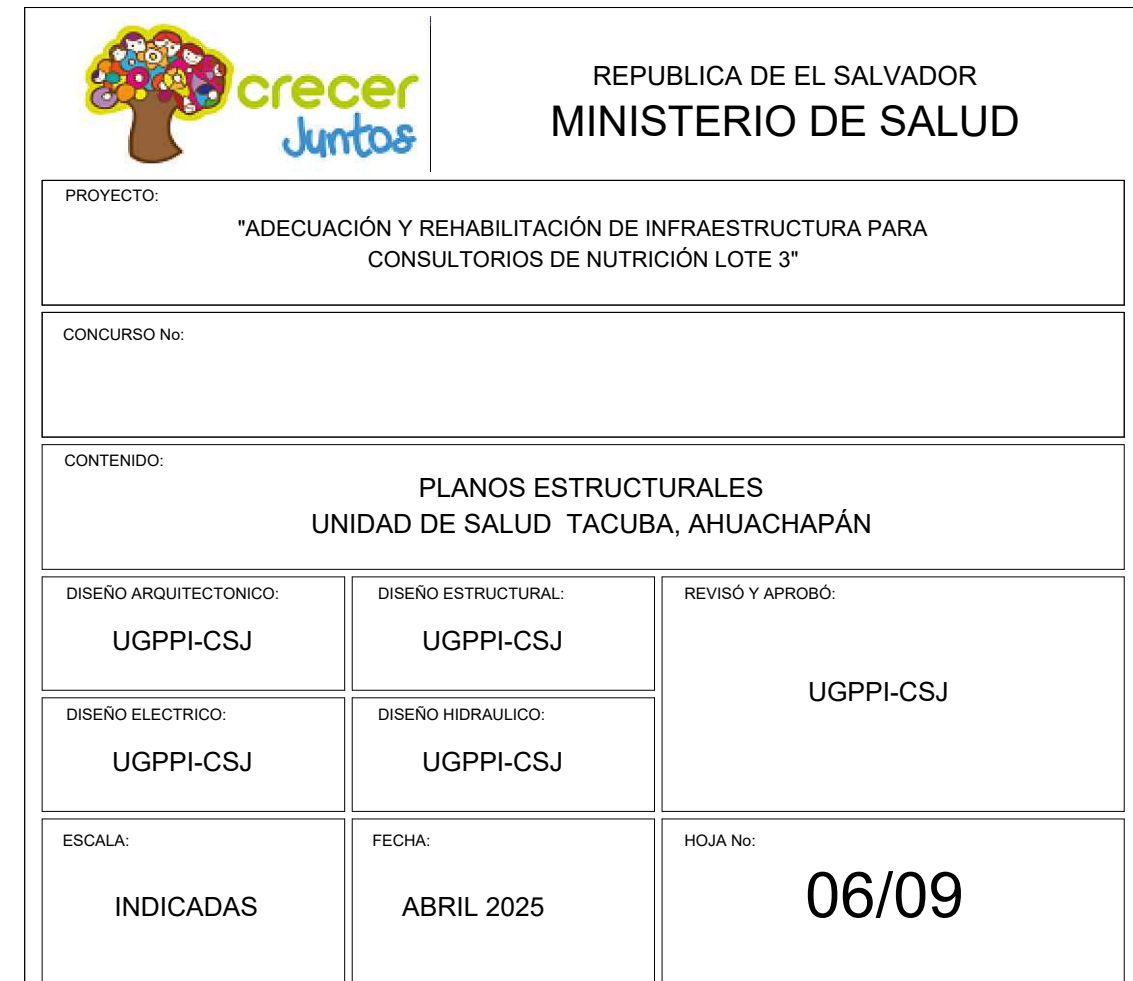 crecer
Juntos
REPUBLICA DE EL SALVADOR
MINISTERIO DE SALUD
PROYECTO:
"ADECUACIÓN Y REHABILITACIÓN DE INFRAESTRUCTURA PARA
CONSULTORIOS DE NUTRICIÓN LOTE 3"
CONCURSO No:
CONTENIDO:
PLANOS ESTRUCTURALES
UNIDAD DE SALUD TACUBA, AHUACHAPÁN
DISEÑO ARQUITECTONICO:
UGPPI-CSJ
DISEÑO ESTRUCTURAL:
UGPPI-CSJ
REVISÓ Y APROBÓ:
UGPPI-CSJ
DISEÑO ELECTRICO:
UGPPI-CSJ
DISEÑO HIDRAULICO:
UGPPI-CSJ
ESCALA:
INDICADAS
FECHA:
ABRIL 2025
HOJA No:
06/09